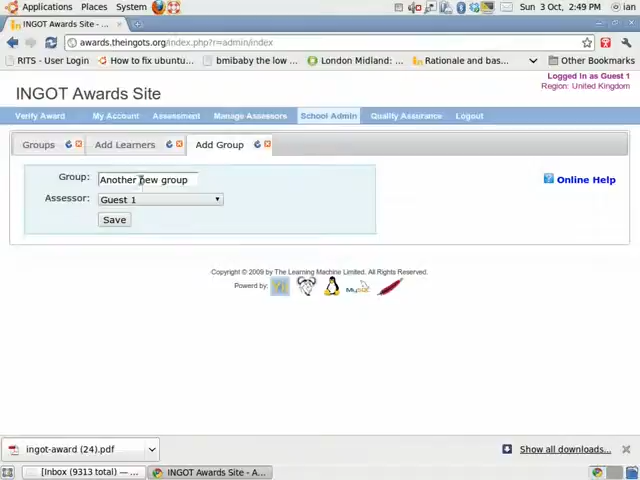 Applications Places System Sun 3 Oct, 2:49 PM ian
INGOT Awards Site - ...
awards.theingots.org/index.php?r=admin/index
RITS - User Login How to fix ubuntu... bmibaby the low ... London Midland: ... Rationale and bas... Other Bookmarks
Logged in as Guest 1
Region: United Kingdom
INGOT Awards Site
Verify Award My Account Assessment Manage Assessors School Admin Quality Assurance Logout
Groups Add Learners Add Group
Group: Another new group
Online Help
Assessor: Guest 1
Save
Copyright © 2009 by The Learning Machine Limited. All Rights Reserved.
Powerd by: Yii MySQL
ingot-award (24).pdf Show all downloads...
[Inbox (9313 total) — ... INGOT Awards Site - A...